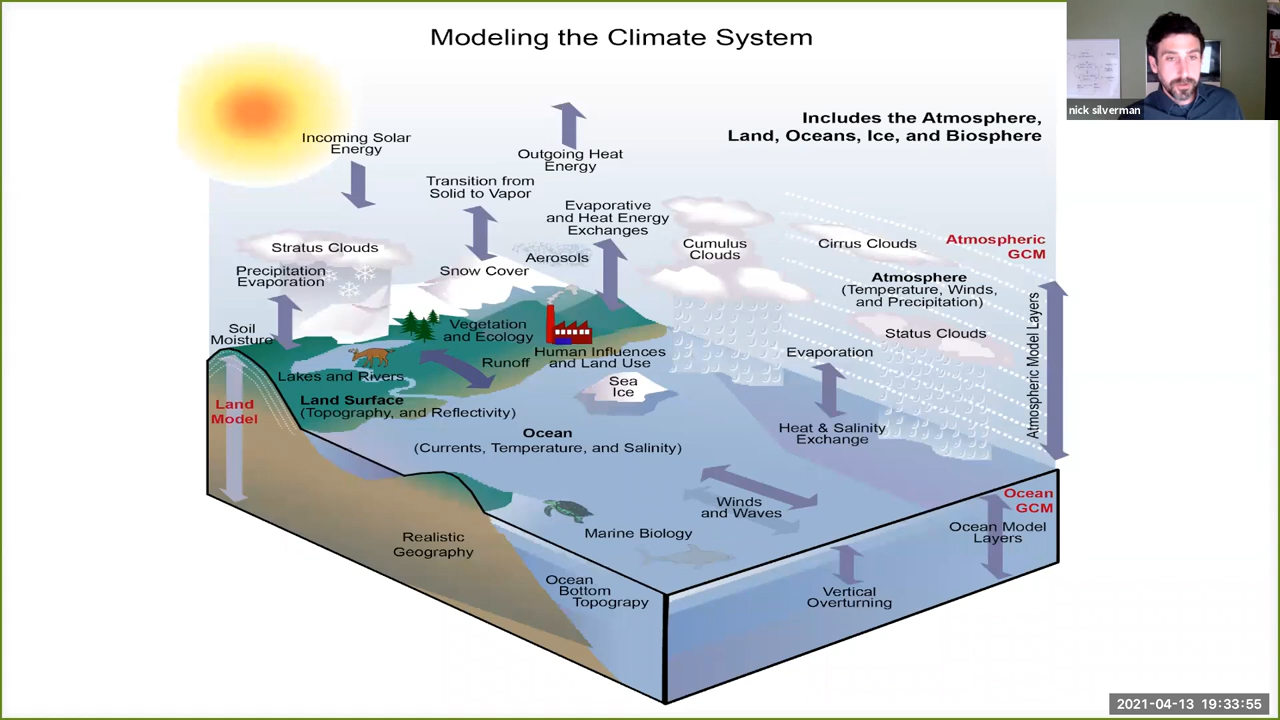 Modeling the Climate System
nick silverman
Includes the Atmosphere,
Land, Oceans, Ice, and Biosphere
Incoming Solar
Energy
Outgoing Heat
Energy
Transition from
Solid to Vapor
Evaporative
and Heat Energy
Exchanges
Stratus Clouds
Precipitation
Evaporation
Snow Cover
Aerosols
Cumulus
Clouds
Cirrus Clouds
Atmospheric
GCM
Atmosphere
(Temperature, Winds,
and Precipitation)
Status Clouds
Atmospheric Model Layers
Soil
Moisture
Vegetation
and Ecology
Runoff
Human Influences
and Land Use
Evaporation
Lakes and Rivers
Sea
Ice
Land
Model
Land Surface
(Topography, and Reflectivity)
Ocean
(Currents, Temperature, and Salinity)
Heat & Salinity
Exchange
Winds
and Waves
Ocean
GCM
Ocean Model
Layers
Realistic
Geography
Marine Biology
Ocean
Bottom
Topograpy
Vertical
Overturning
2021-04-13 19:33:55